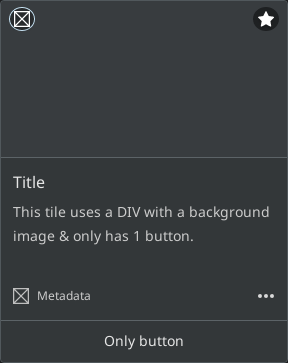 Title
This tile uses a DIV with a background
image & only has 1 button.
Metadata
Only button